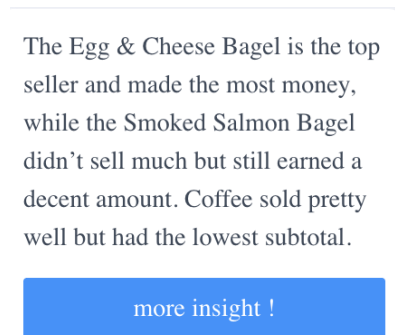 The Egg & Cheese Bagel is the top
seller and made the most money,
while the Smoked Salmon Bagel
didn’t sell much but still earned a
decent amount. Coffee sold pretty
well but had the lowest subtotal.
more insight !